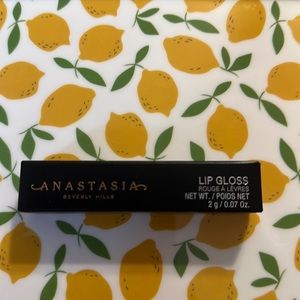 ANASTASIA
BEVERLY HILLS
LIP GLOSS
ROUGE À LÈVRES
NET WT. / POIDS NET
2 g / 0.07 Oz.